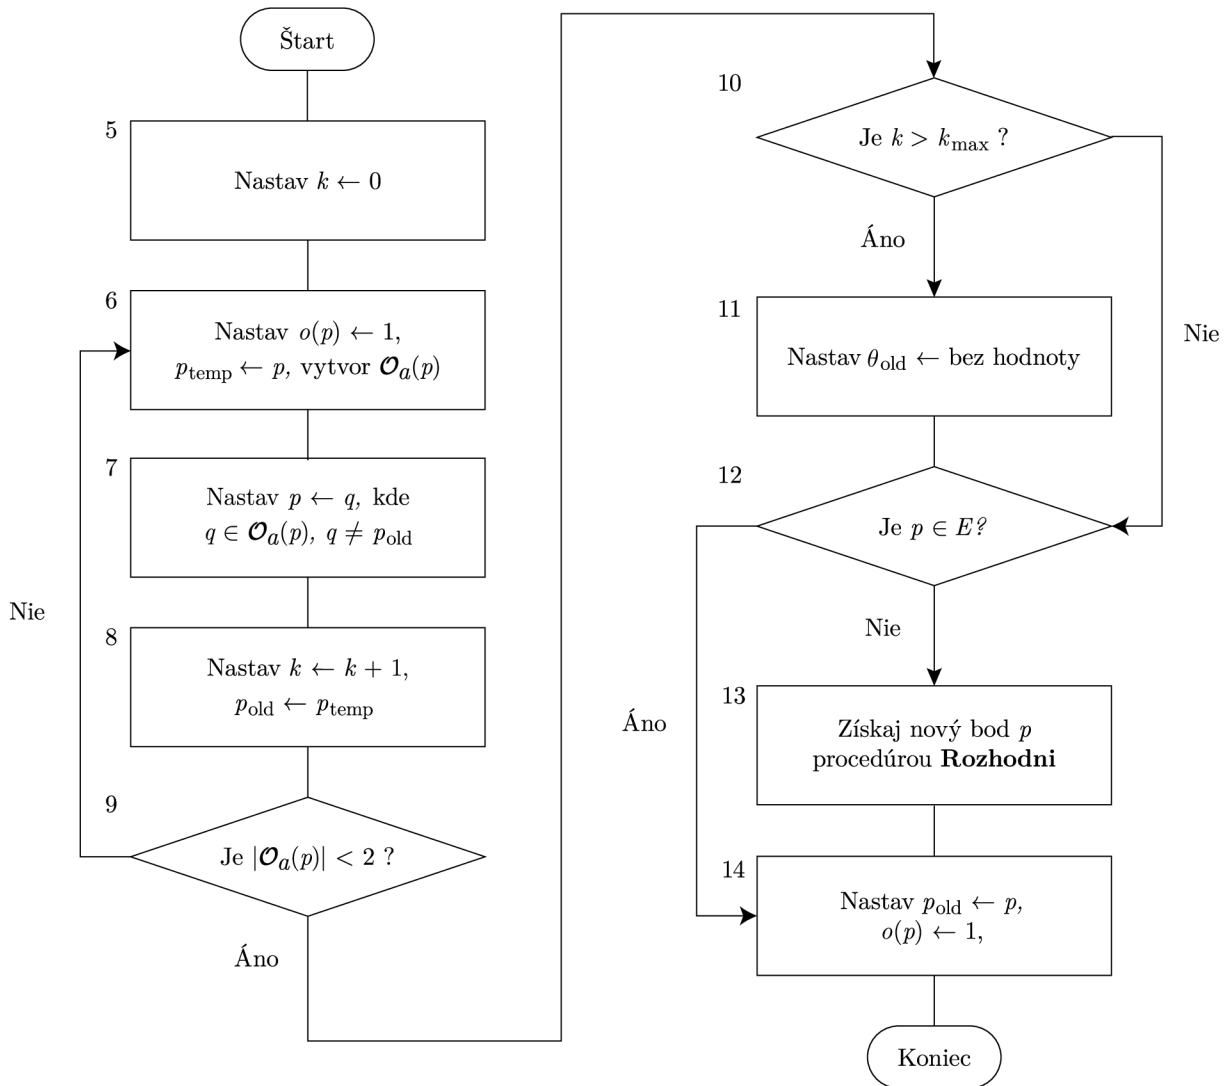 Štart
5
Nastav k ← 0
6
Nastav o(p) ← 1,
p_temp ← p, vytvor 𝓞_a(p)
7
Nastav p ← q, kde
q ∈ 𝓞_a(p), q ≠ p_old
Nie
8
Nastav k ← k + 1,
p_old ← p_temp
9
Je |𝓞_a(p)| < 2 ?
Áno
10
Je k > k_max ?
Áno
Nie
11
Nastav θ_old ← bez hodnoty
12
Je p ∈ E?
Nie
Áno
13
Získaj nový bod p
procedúrou Rozhodni
14
Nastav p_old ← p,
o(p) ← 1,
Koniec